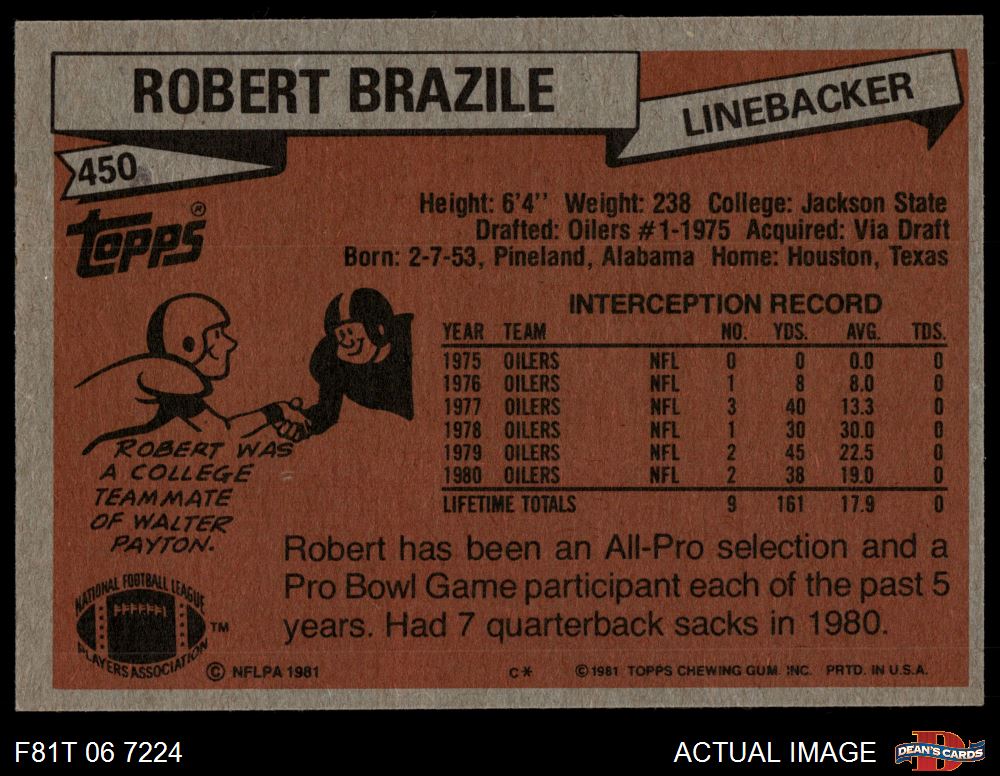 ROBERT BRAZILE
LINEBACKER
450
topps®
Height: 6'4'' Weight: 238 College: Jackson State
Drafted: Oilers #1-1975 Acquired: Via Draft
Born: 2-7-53, Pineland, Alabama Home: Houston, Texas
INTERCEPTION RECORD
YEAR TEAM NO. YDS. AVG. TDS.
1975 OILERS NFL 0 0 0.0 0
1976 OILERS NFL 1 8 8.0 0
1977 OILERS NFL 3 40 13.3 0
1978 OILERS NFL 1 30 30.0 0
1979 OILERS NFL 2 45 22.5 0
1980 OILERS NFL 2 38 19.0 0
LIFETIME TOTALS 9 161 17.9 0
ROBERT WAS
A COLLEGE
TEAMMATE
OF WALTER
PAYTON.
Robert has been an All-Pro selection and a
Pro Bowl Game participant each of the past 5
years. Had 7 quarterback sacks in 1980.
NATIONAL FOOTBALL LEAGUE
PLAYERS ASSOCIATION
TM
© NFLPA 1981
C*
© 1981 TOPPS CHEWING GUM, INC. PRTD. IN U.S.A.
F81T 06 7224
ACTUAL IMAGE
DEAN'S CARDS